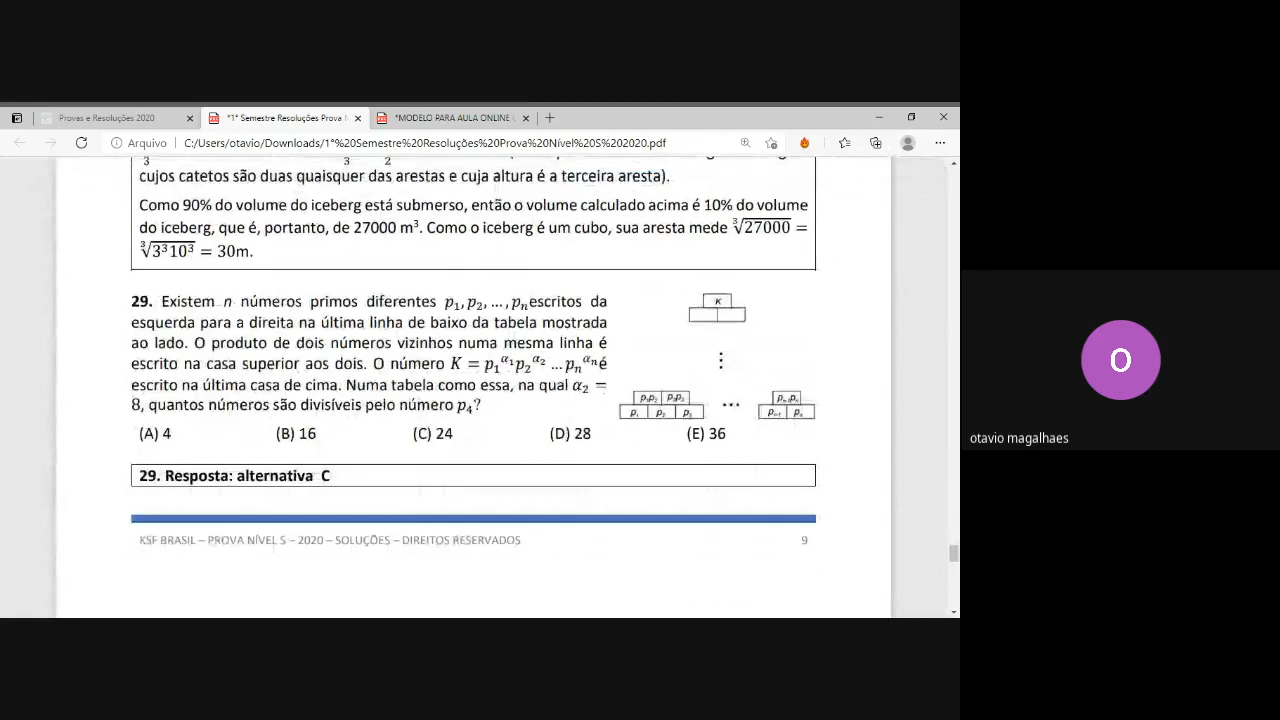 Provas e Resoluções 2020
*1° Semestre Resoluções Prova N
*MODELO PARA AULA ONLINE
Arquivo
C:/Users/otavio/Downloads/1°%20Semestre%20Resoluções%20Prova%20Nível%20S%202020.pdf
3 3 2
cujos catetos são duas quaisquer das arestas e cuja altura é a terceira aresta).
Como 90% do volume do iceberg está submerso, então o volume calculado acima é 10% do volume
do iceberg, que é, portanto, de 27000 m³. Como o iceberg é um cubo, sua aresta mede ∛27000 =
∛3³10³ = 30m.
29. Existem n números primos diferentes p₁, p₂, ..., pₙescritos da
esquerda para a direita na última linha de baixo da tabela mostrada
ao lado. O produto de dois números vizinhos numa mesma linha é
escrito na casa superior aos dois. O número K = p₁^α₁p₂^α₂ ...pₙ^αₙé
escrito na última casa de cima. Numa tabela como essa, na qual α₂ =
8, quantos números são divisíveis pelo número p₄?
K
⋮
p₁p₂ p₂p₃ ... pₙ₋₁pₙ
p₁ p₂ p₃ pₙ₋₁ pₙ
(A) 4 (B) 16 (C) 24 (D) 28 (E) 36
29. Resposta: alternativa C
KSF BRASIL – PROVA NÍVEL S – 2020 – SOLUÇÕES – DIREITOS RESERVADOS 9
O
otavio magalhaes